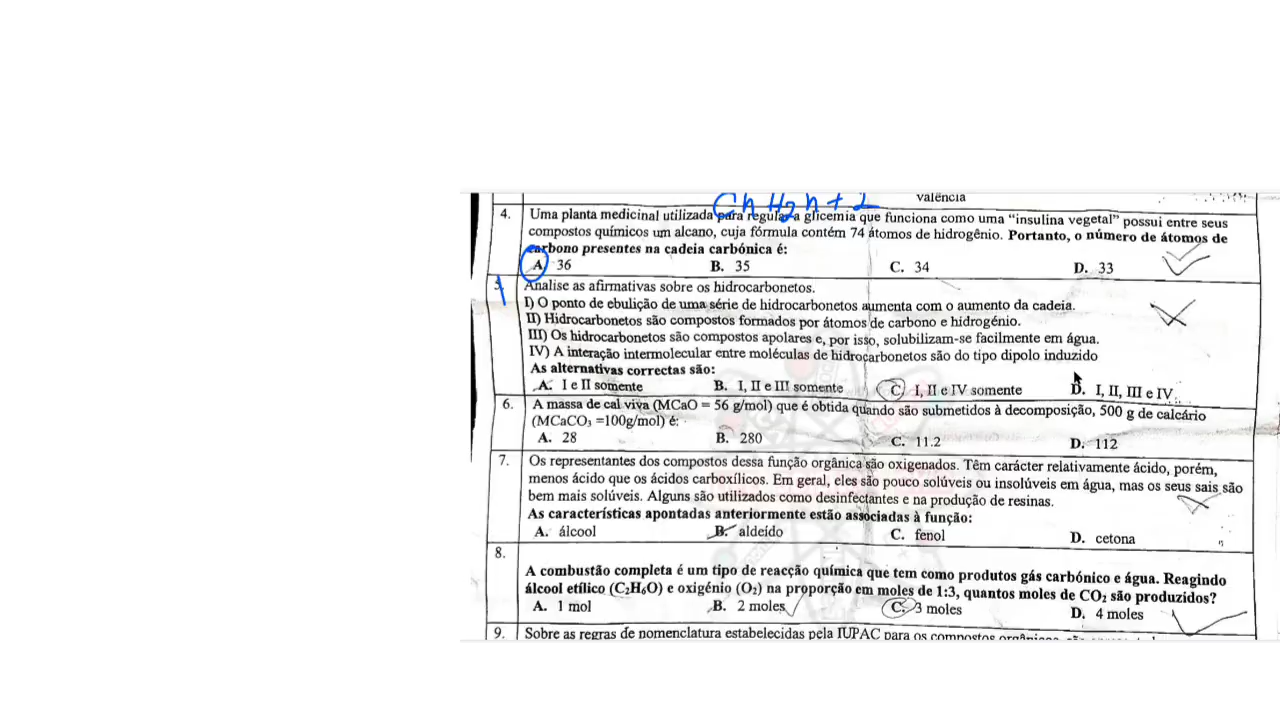 valência
CnH2n+2
4. Uma planta medicinal utilizada para regular a glicemia que funciona como uma “insulina vegetal” possui entre seus
compostos químicos um alcano, cuja fórmula contém 74 átomos de hidrogênio. Portanto, o número de átomos de
carbono presentes na cadeia carbónica é:
A. 36 B. 35 C. 34 D. 33
5. Analise as afirmativas sobre os hidrocarbonetos.
I) O ponto de ebulição de uma série de hidrocarbonetos aumenta com o aumento da cadeia.
II) Hidrocarbonetos são compostos formados por átomos de carbono e hidrogénio.
III) Os hidrocarbonetos são compostos apolares e, por isso, solubilizam-se facilmente em água.
IV) A interação intermolecular entre moléculas de hidrocarbonetos são do tipo dipolo induzido
As alternativas correctas são:
A. I e II somente B. I, II e III somente C. I, II e IV somente D. I, II, III e IV.
6. A massa de cal viva (MCaO = 56 g/mol) que é obtida quando são submetidos à decomposição, 500 g de calcário
(MCaCO₃ =100g/mol) é:
A. 28 B. 280 C. 11.2 D. 112
7. Os representantes dos compostos dessa função orgânica são oxigenados. Têm carácter relativamente ácido, porém,
menos ácido que os ácidos carboxílicos. Em geral, eles são pouco solúveis ou insolúveis em água, mas os seus sais são
bem mais solúveis. Alguns são utilizados como desinfectantes e na produção de resinas.
As características apontadas anteriormente estão associadas à função:
A. álcool B. aldeído C. fenol D. cetona
8.
A combustão completa é um tipo de reacção química que tem como produtos gás carbónico e água. Reagindo
álcool etílico (C₂H₆O) e oxigénio (O₂) na proporção em moles de 1:3, quantos moles de CO₂ são produzidos?
A. 1 mol B. 2 moles C. 3 moles D. 4 moles
9. Sobre as regras de nomenclatura estabelecidas pela IUPAC para os compostos